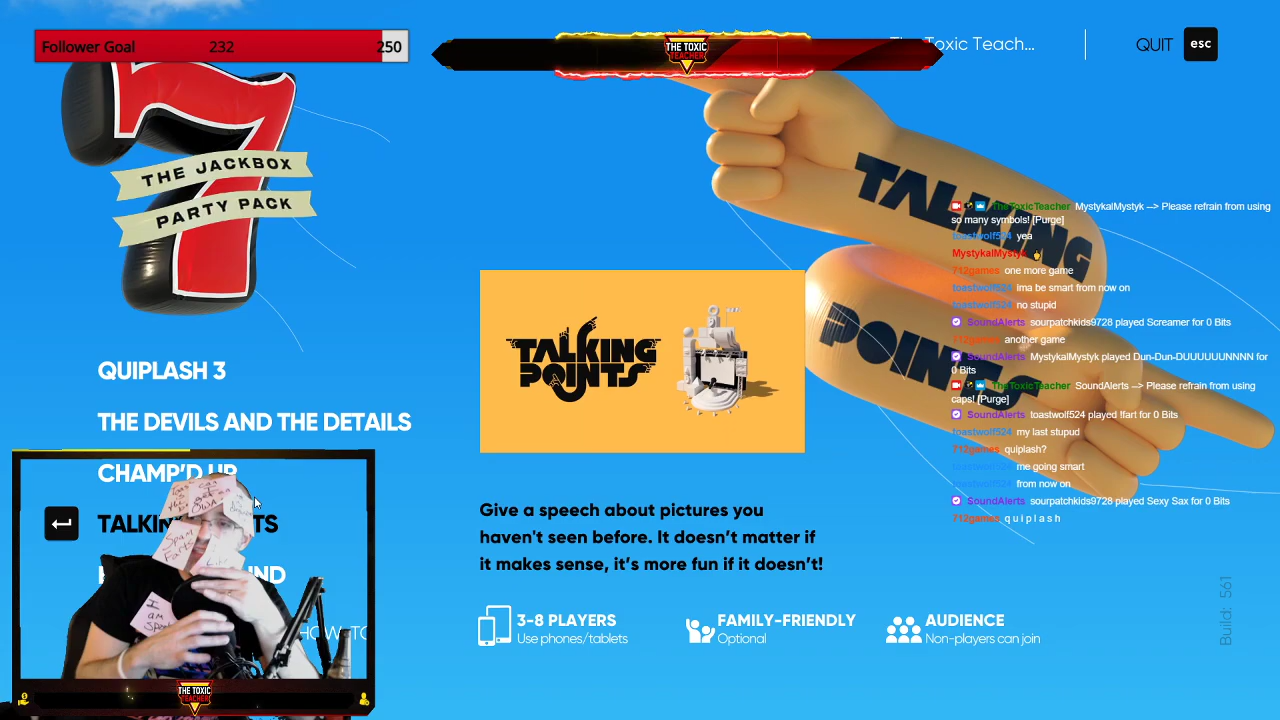 Follower Goal 232 250
THE TOXIC
TEACHER
The Toxic Teach...
QUIT esc
THE JACKBOX
PARTY PACK
TALKING
POINTS
QUIPLASH 3
THE DEVILS AND THE DETAILS
CHAMP'D UP
TALKING POINTS
TALKING
POINTS
Give a speech about pictures you
haven't seen before. It doesn't matter if
it makes sense, it's more fun if it doesn't!
3-8 PLAYERS
Use phones/tablets
FAMILY-FRIENDLY
Optional
AUDIENCE
Non-players can join
TheToxicTeacher MystykalMystyk --> Please refrain from using
so many symbols! [Purge]
toastwolf524 yea
MystykalMystyk
712games one more game
toastwolf524 ima be smart from now on
toastwolf524 no stupid
SoundAlerts sourpatchkids9728 played Screamer for 0 Bits
712games another game
SoundAlerts MystykalMystyk played Dun-Dun-DUUUUUUNNNN for
0 Bits
TheToxicTeacher SoundAlerts --> Please refrain from using
caps! [Purge]
SoundAlerts toastwolf524 played !fart for 0 Bits
toastwolf524 my last stupud
712games quiplash?
toastwolf524 me going smart
toastwolf524 from now on
SoundAlerts sourpatchkids9728 played Sexy Sax for 0 Bits
712games q u i p l a s h
Build: 561
Spam
Farts
I am
HOW TO
THE TOXIC
TEACHER